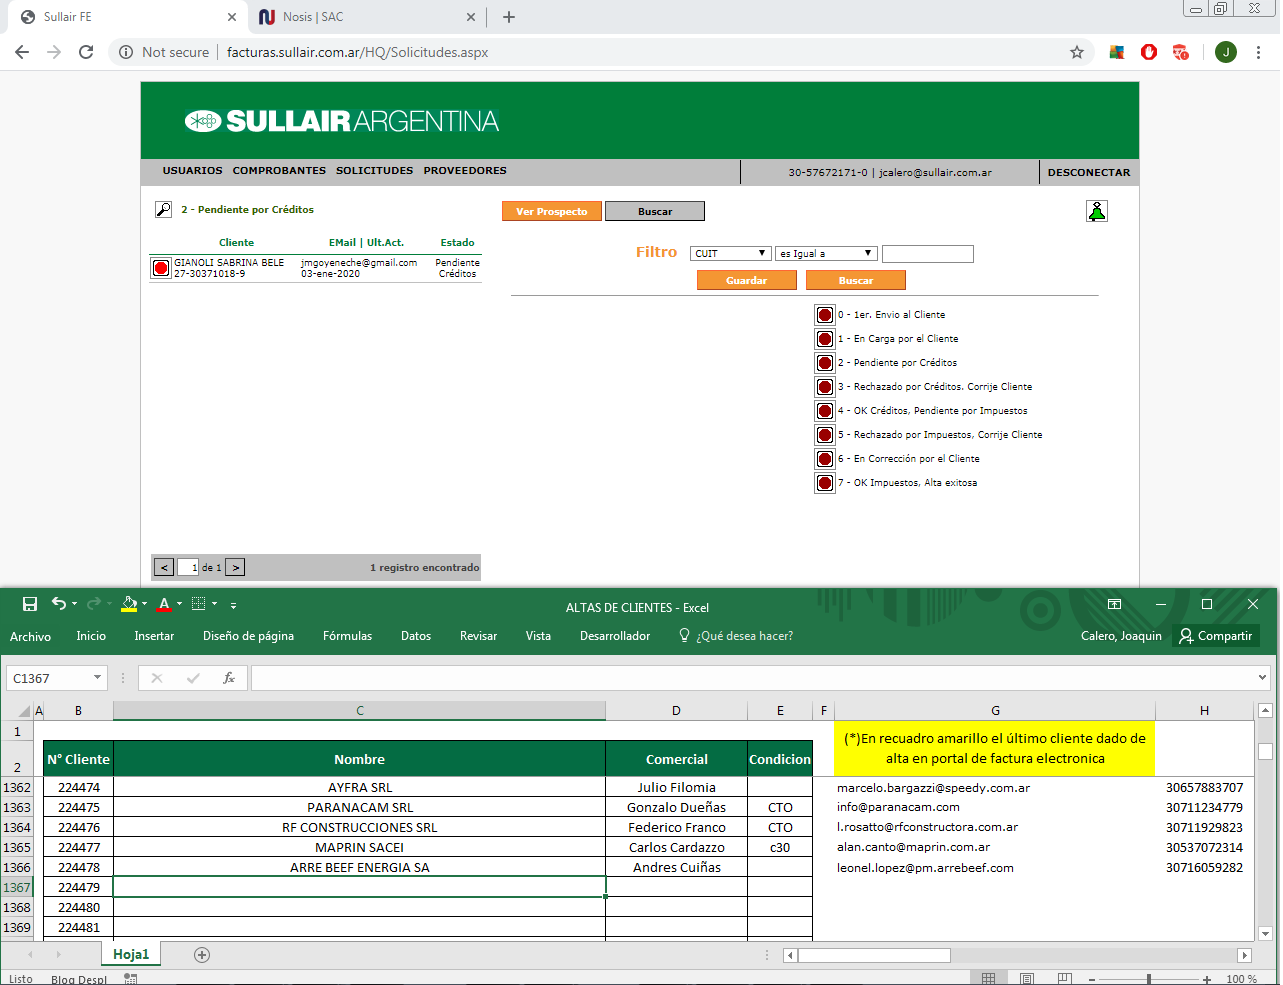 Sullair FE
Nosis | SAC
Not secure
facturas.sullair.com.ar/HQ/Solicitudes.aspx
J
SULLAIR ARGENTINA
USUARIOS COMPROBANTES SOLICITUDES PROVEEDORES
30-57672171-0 | jcalero@sullair.com.ar
DESCONECTAR
2 - Pendiente por Créditos
Ver Prospecto
Buscar
Cliente
EMail | Ult.Act.
Estado
GIANOLI SABRINA BELE
27-30371018-9
jmgoyeneche@gmail.com
03-ene-2020
Pendiente
Créditos
Filtro
CUIT
es Igual a
Guardar
Buscar
0 - 1er. Envio al Cliente
1 - En Carga por el Cliente
2 - Pendiente por Créditos
3 - Rechazado por Créditos. Corrije Cliente
4 - OK Créditos, Pendiente por Impuestos
5 - Rechazado por Impuestos, Corrije Cliente
6 - En Corrección por el Cliente
7 - OK Impuestos, Alta exitosa
< 1 de 1 >
1 registro encontrado
ALTAS DE CLIENTES - Excel
Archivo Inicio Insertar Diseño de página Fórmulas Datos Revisar Vista Desarrollador ¿Qué desea hacer?
Calero, Joaquin
Compartir
C1367
fx
A B C D E F G H
1
2 N° Cliente Nombre Comercial Condicion
(*)En recuadro amarillo el último cliente dado de
alta en portal de factura electronica
1362 224474 AYFRA SRL Julio Filomia marcelo.bargazzi@speedy.com.ar 30657883707
1363 224475 PARANACAM SRL Gonzalo Dueñas CTO info@paranacam.com 30711234779
1364 224476 RF CONSTRUCCIONES SRL Federico Franco CTO l.rosatto@rfconstructora.com.ar 30711929823
1365 224477 MAPRIN SACEI Carlos Cardazzo c30 alan.canto@maprin.com.ar 30537072314
1366 224478 ARRE BEEF ENERGIA SA Andres Cuiñas leonel.lopez@pm.arrebeef.com 30716059282
1367 224479
1368 224480
1369 224481
Hoja1
Listo
Bloq Despl
100 %